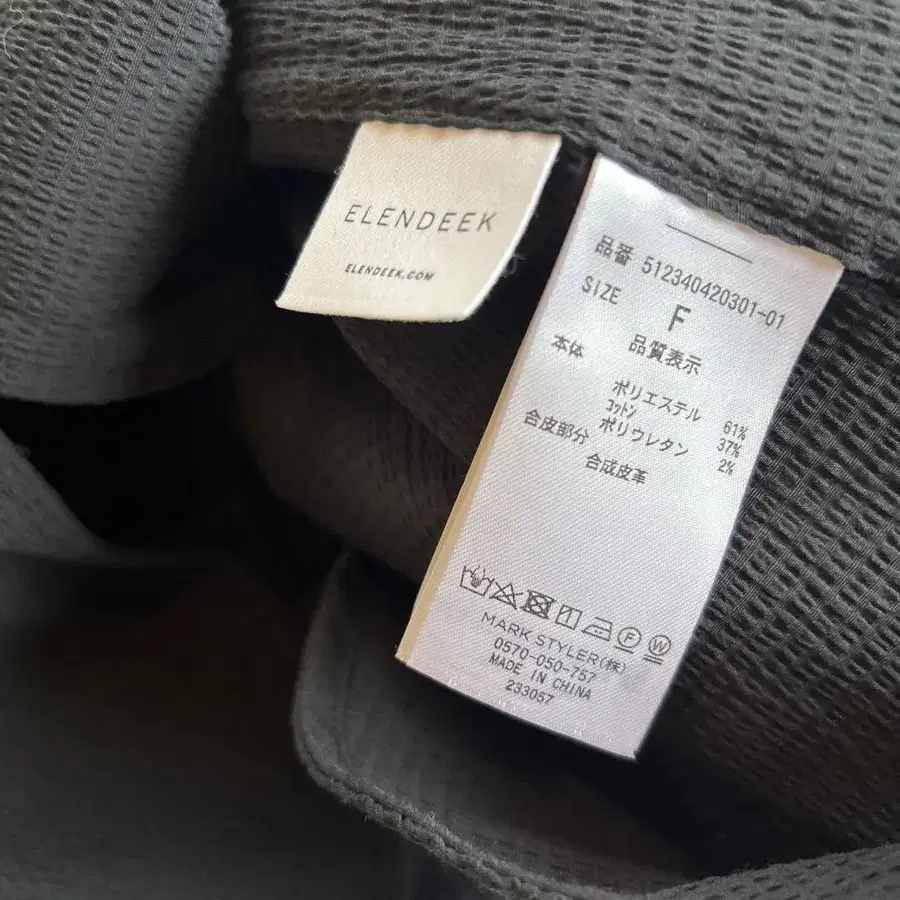 ELENDEEK
ELENDEEK.COM
品番 512340420301-01
SIZE F
品質表示
本体
ポリエステル 61%
コットン 37%
ポリウレタン 2%
合皮部分
合成皮革
F W
MARK STYLER(株)
0570-050-757
MADE IN CHINA
233057